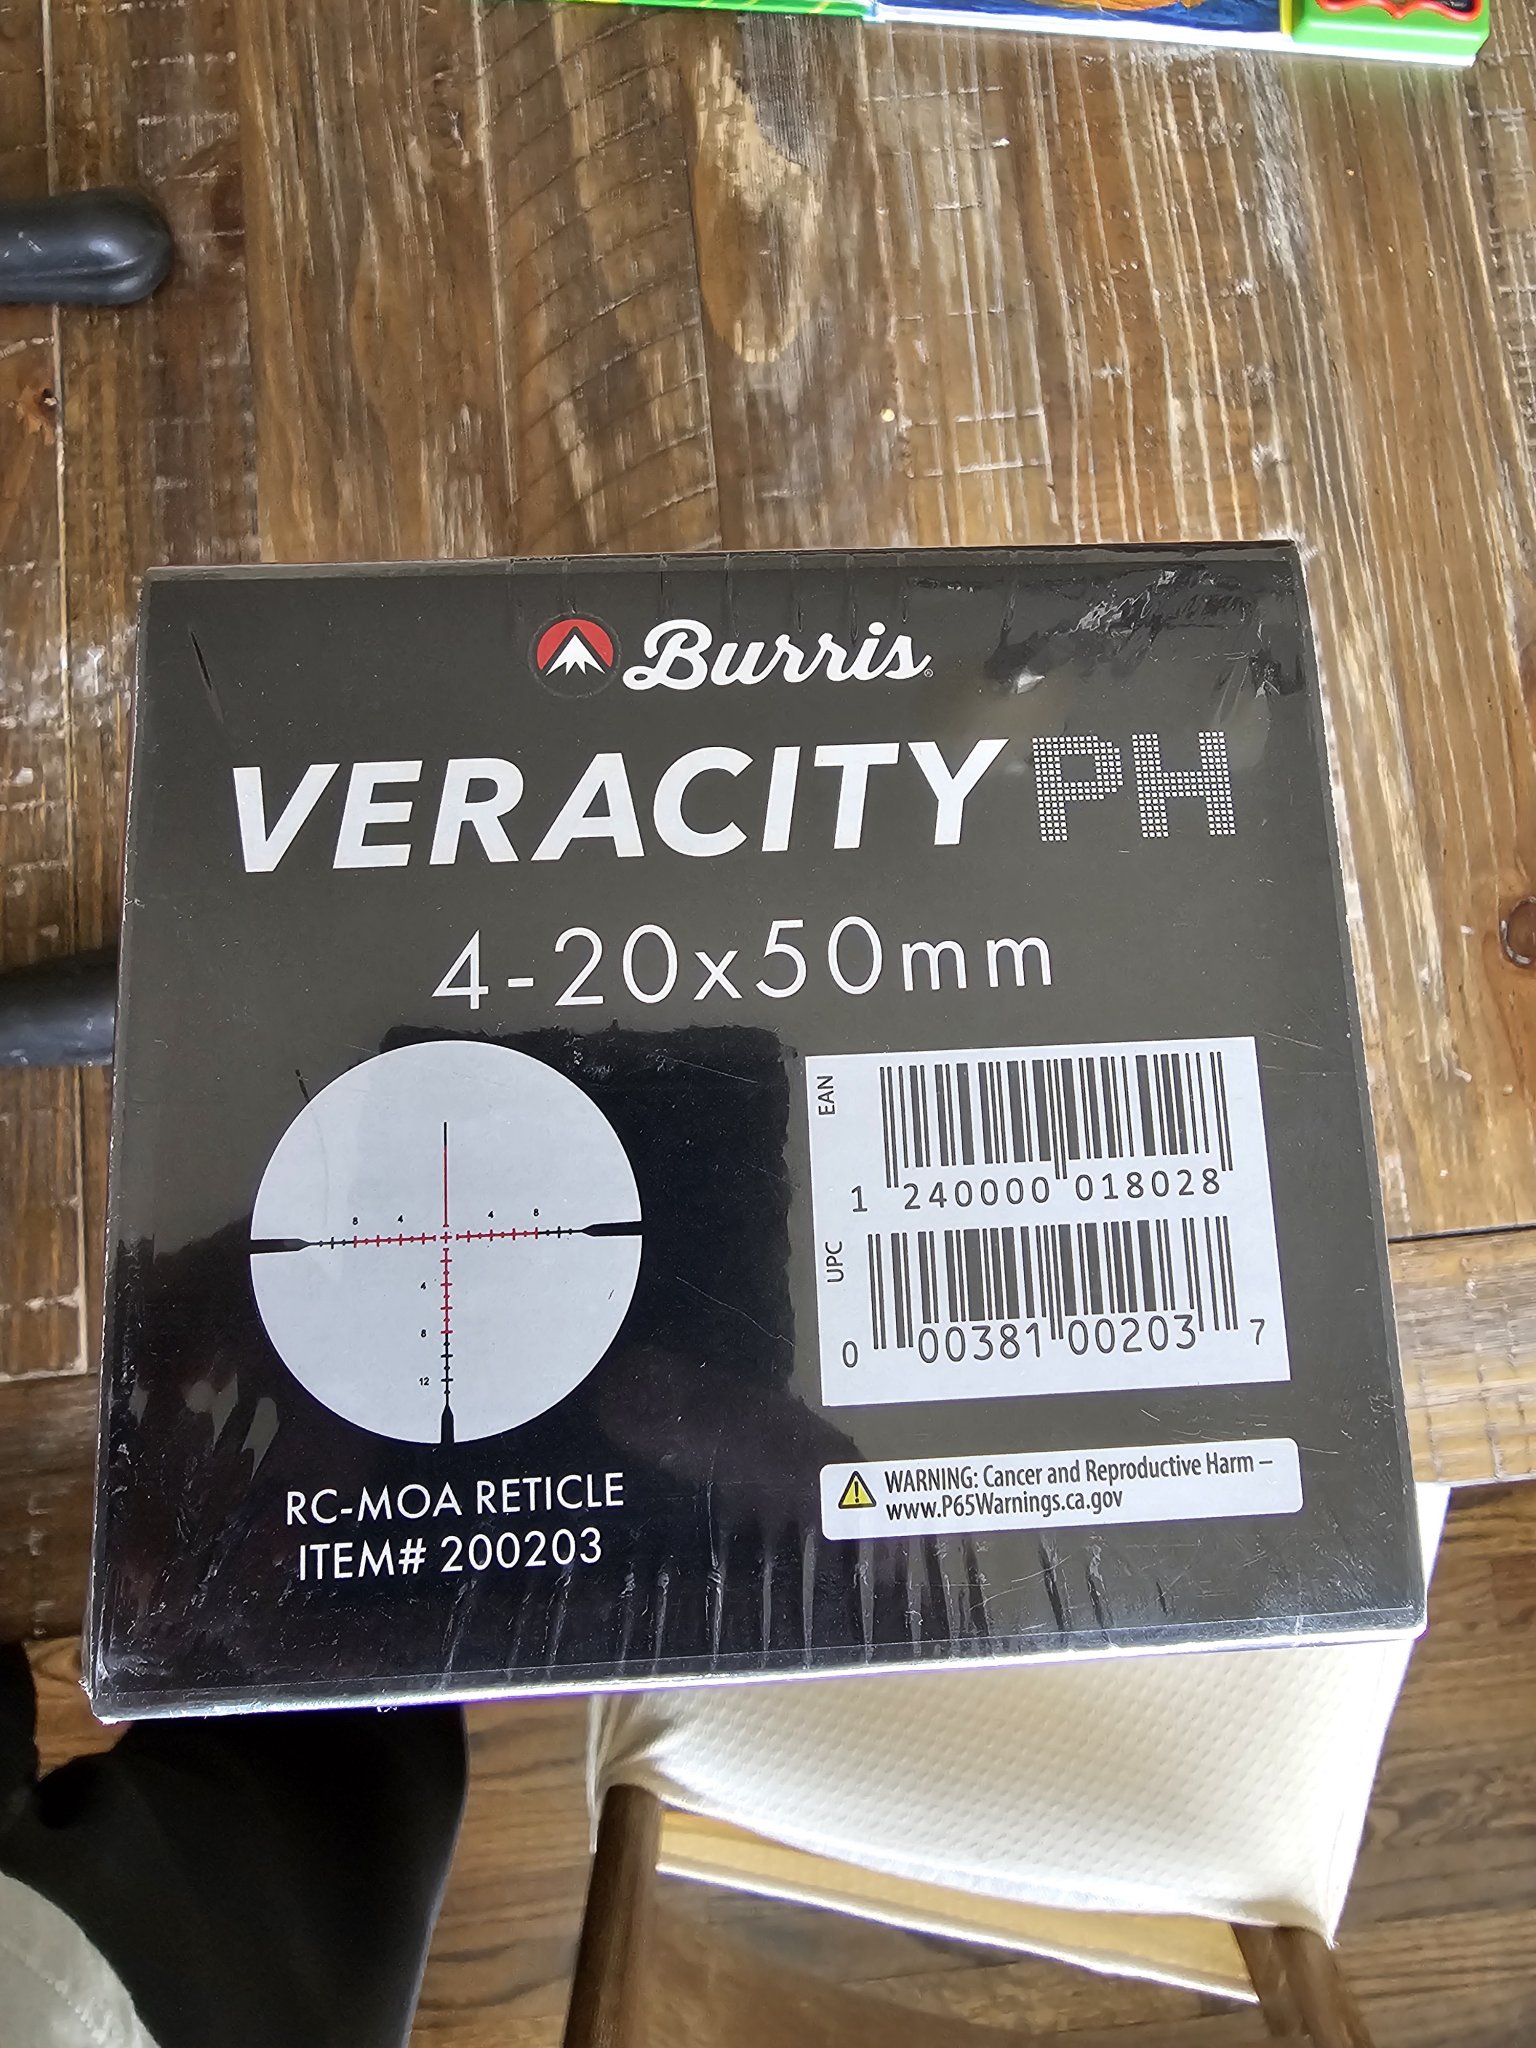 Burris®
VERACITY PH
4-20x50mm
8 4 4 8
4
8
12
RC-MOA RETICLE
ITEM# 200203
EAN
1 240000 018028
UPC
0 00381 00203 7
WARNING: Cancer and Reproductive Harm –
www.P65Warnings.ca.gov